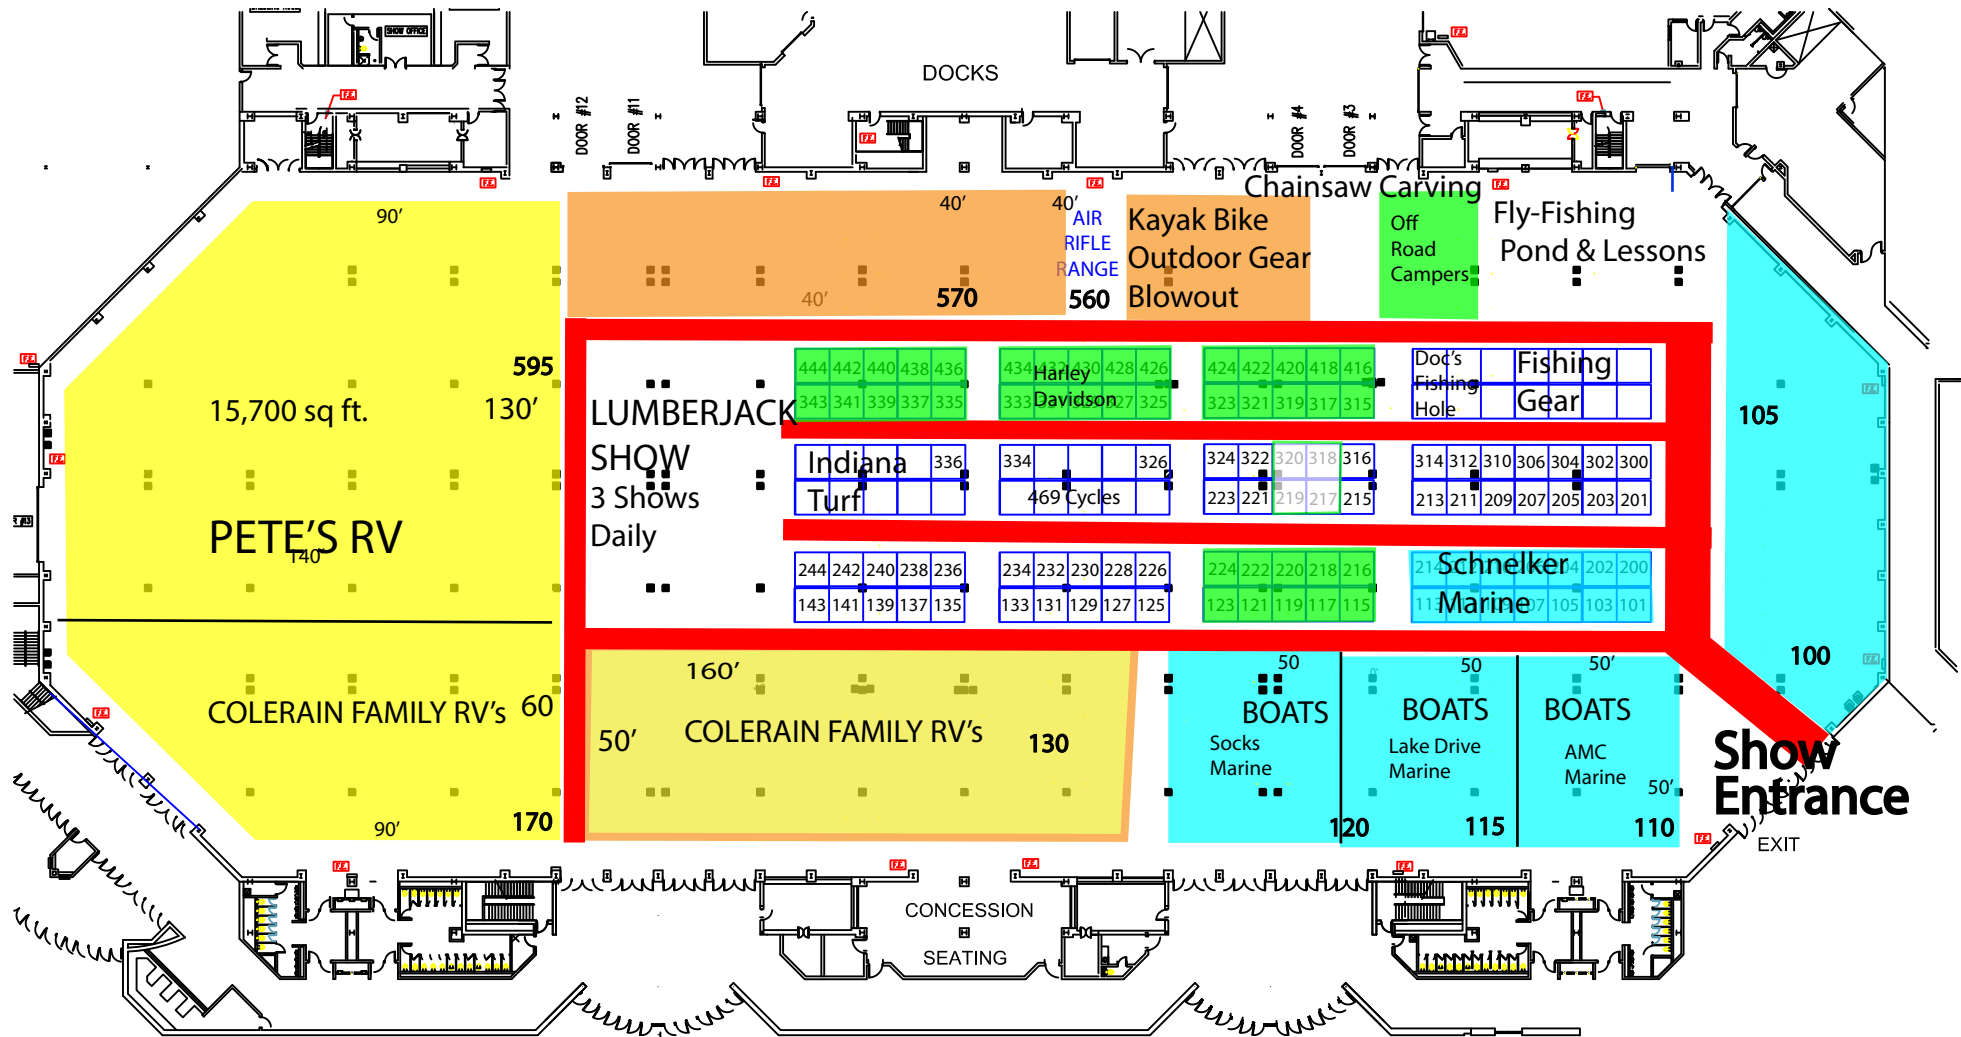 SHOW OFFICE
F.E.
F.E.
F.E.
F.E.
DOCKS
DOOR #12
DOOR #11
DOOR #4
DOOR #3
F.E.
F.E.
F.E.
F.E.
F.E.
Chainsaw Carving
90'
40'
40'
AIR
RIFLE
RANGE
560
Kayak Bike
Outdoor Gear
Blowout
Off
Road
Campers
Fly-Fishing
Pond & Lessons
40'
570
F.E.
595
130'
15,700 sq ft.
PETE'S RV
140'
F.E.
LUMBERJACK
SHOW
3 Shows
Daily
444 442 440 438 436
343 341 339 337 335
434 432 430 428 426
333 327 325
Harley
Davidson
424 422 420 418 416
323 321 319 317 315
Doc's
Fishing
Hole
Fishing
Gear
F.E.
105
Indiana
Turf
336
334 326
469 Cycles
324 322 320 318 316
223 221 219 217 215
314 312 310 306 304 302 300
213 211 209 207 205 203 201
244 242 240 238 236
143 141 139 137 135
234 232 230 228 226
133 131 129 127 125
224 222 220 218 216
123 121 119 117 115
Schnelker
Marine
214 204 202 200
107 105 103 101
100
F.E.
COLERAIN FAMILY RV's 60
F.E.
90'
170
160'
50'
COLERAIN FAMILY RV's
130
50
BOATS
Socks
Marine
120
50
BOATS
Lake Drive
Marine
115
50'
BOATS
AMC
Marine
50'
110
Show
Entrance
EXIT
F.E.
F.E.
F.E.
F.E.
F.E.
CONCESSION
SEATING